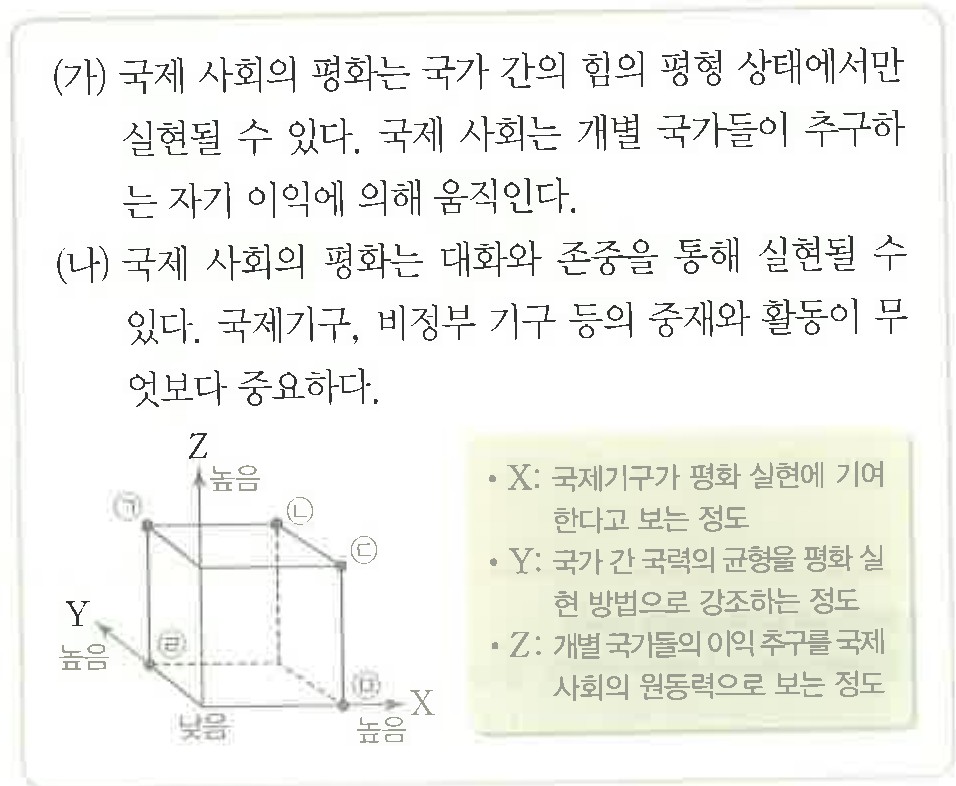 (가) 국제 사회의 평화는 국가 간의 힘의 평형 상태에서만
실현될 수 있다. 국제 사회는 개별 국가들이 추구하
는 자기 이익에 의해 움직인다.
(나) 국제 사회의 평화는 대화와 존중을 통해 실현될 수
있다. 국제기구, 비정부 기구 등의 중재와 활동이 무
엇보다 중요하다.
Z
높음
㉠
㉡
㉢
Y
높음
㉣
㉤
X
낮음
높음
• X: 국제기구가 평화 실현에 기여
한다고 보는 정도
• Y: 국가 간 국력의 균형을 평화 실
현 방법으로 강조하는 정도
• Z: 개별 국가들의 이익 추구를 국제
사회의 원동력으로 보는 정도